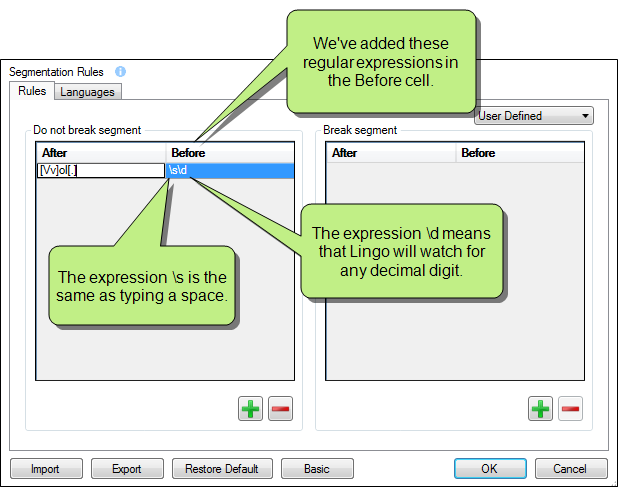 We've added these
regular expressions in
the Before cell.
Segmentation Rules
Rules Languages
User Defined
Do not break segment
After Before
[Vv]ol[.] \s\d
Break segment
After Before
The expression \d means
that Lingo will watch for
any decimal digit.
The expression \s is the
same as typing a space.
Import Export Restore Default Basic OK Cancel